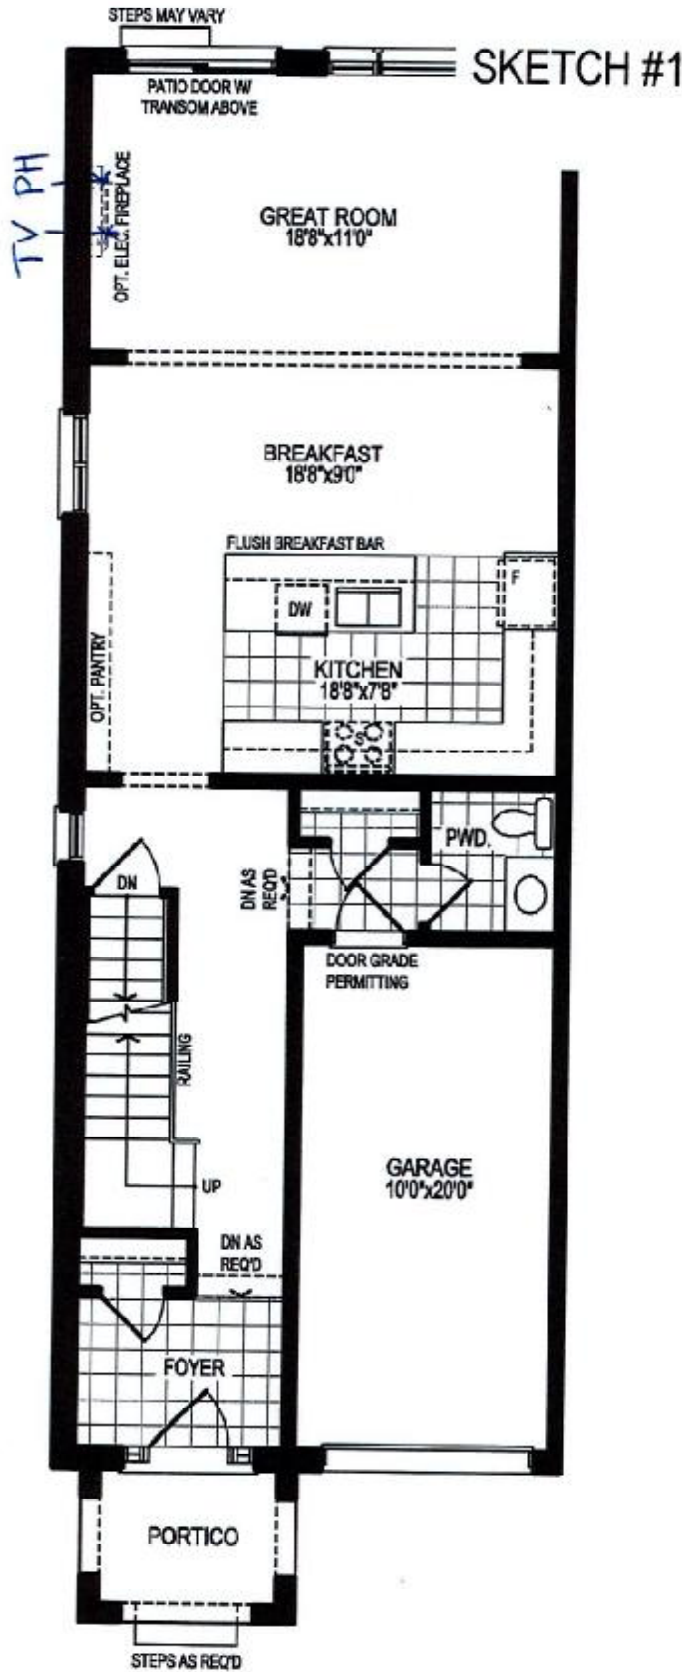 STEPS MAY VARY
SKETCH #1
PATIO DOOR W/
TRANSOM ABOVE
TV PH
OPT. ELEC. FIREPLACE
GREAT ROOM
18'8"x11'0"
BREAKFAST
18'8"x9'0"
FLUSH BREAKFAST BAR
F
DW
OPT. PANTRY
KITCHEN
18'8"x7'8"
S
PWD.
DN
DN AS
REQ'D
DOOR GRADE
PERMITTING
RAILING
GARAGE
10'0"x20'0"
UP
DN AS
REQ'D
FOYER
PORTICO
STEPS AS REQ'D